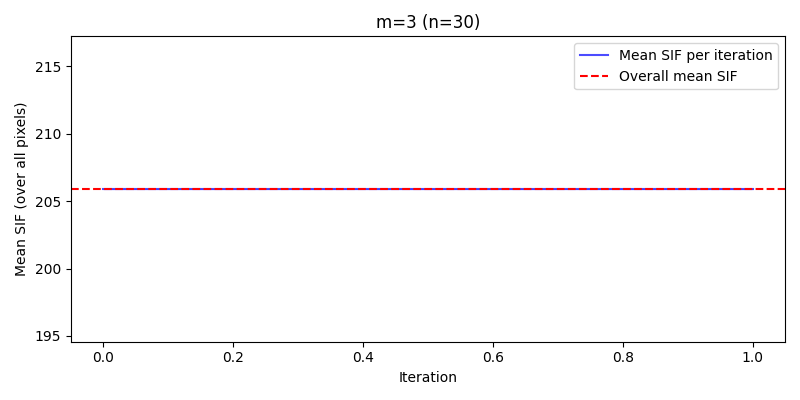 m=3 (n=30)
Mean SIF per iteration
Overall mean SIF
Mean SIF (over all pixels)
215
210
205
200
195
0.0 0.2 0.4 0.6 0.8 1.0
Iteration